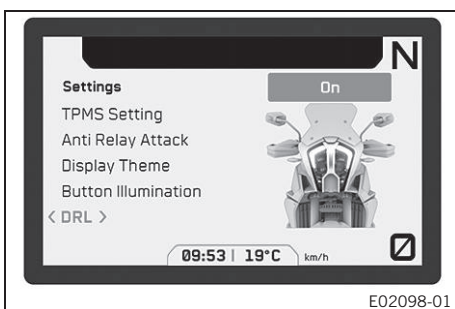 N
Settings
On
TPMS Setting
Anti Relay Attack
Display Theme
Button Illumination
< DRL >
09:53 | 19°C km/h
0
E02098-01